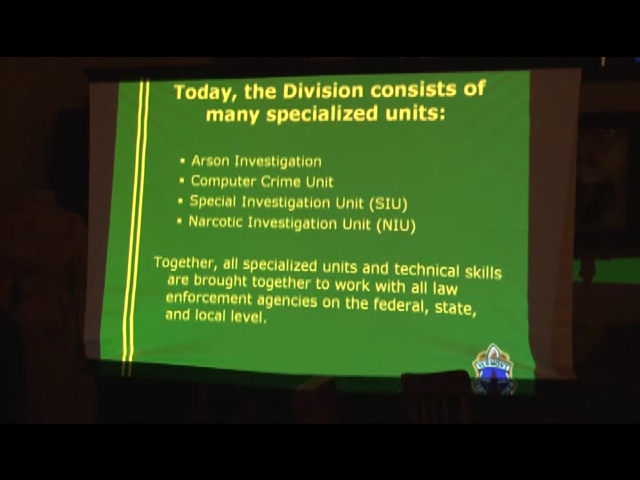 Today, the Division consists of
many specialized units:
▪ Arson Investigation
▪ Computer Crime Unit
▪ Special Investigation Unit (SIU)
▪ Narcotic Investigation Unit (NIU)
Together, all specialized units and technical skills
are brought together to work with all law
enforcement agencies on the federal, state,
and local level.
VERMONT